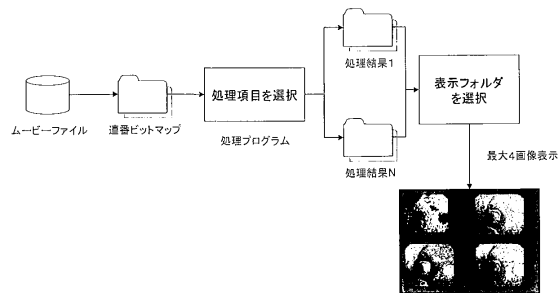 ムービーファイル
連番ビットマップ
処理項目を選択
処理プログラム
処理結果1
処理結果N
表示フォルダ
を選択
最大4画像表示